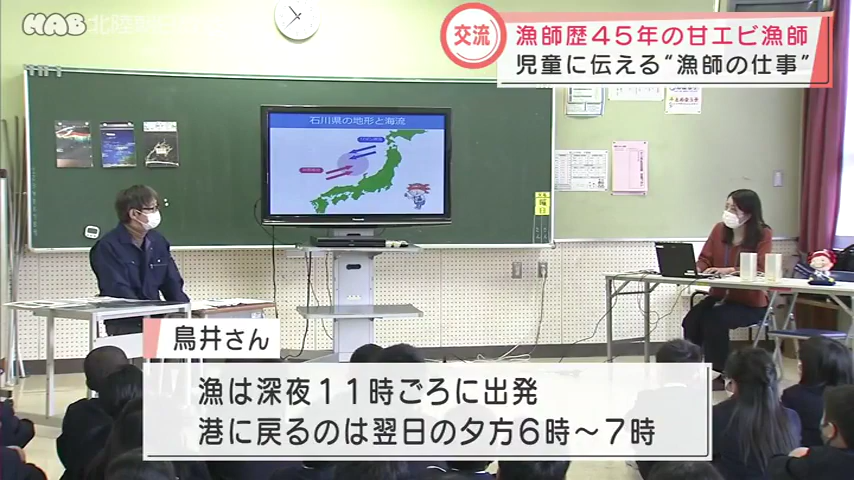 HAB 北陸朝日放送
交流
漁師歴45年の甘エビ漁師
児童に伝える“漁師の仕事”
石川県の地形と海流
曜日
鳥井さん
漁は深夜11時ごろに出発
港に戻るのは翌日の夕方6時～7時